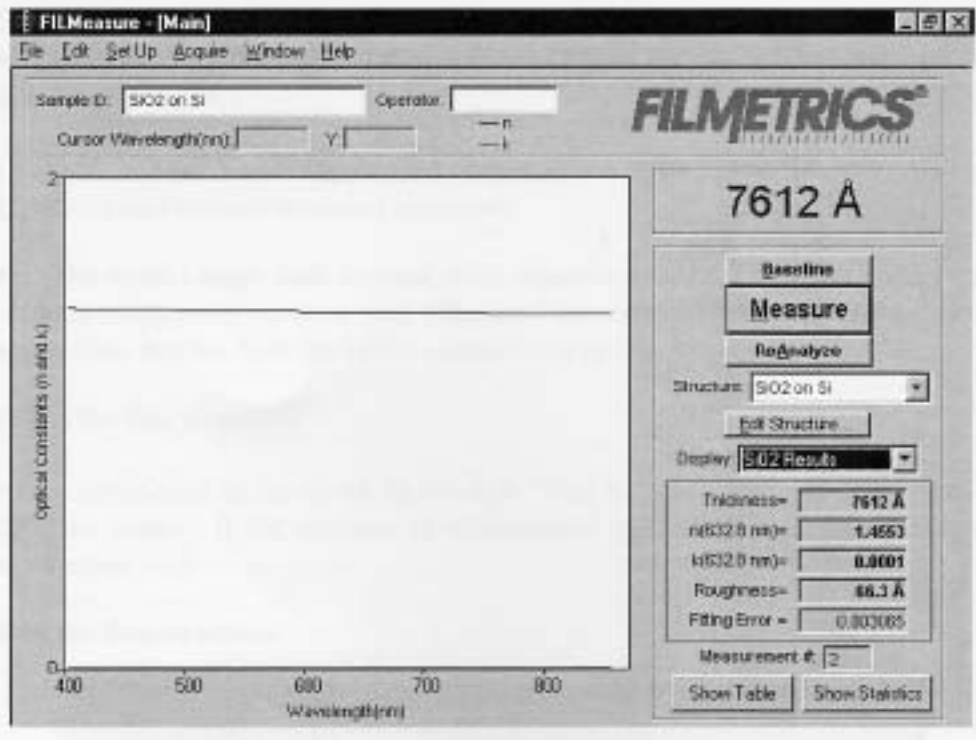 FILMeasure - [Main]
File Edit Set Up Acquire Window Help
Sample ID: SiO2 on Si Operator:
FILMETRICS®
Cursor Wavelength(nm): Y:
n
k
7612 Å
Baseline
Measure
ReAnalyze
Structure: SiO2 on Si
Edit Structure...
Display: SiO2 Results
Thickness= 7612 Å
n(632.8 nm)= 1.4553
k(632.8 nm)= 0.0001
Roughness= Å
Fitting Error = 0.003085
Measurement #: 2
Show Table Show Statistics
2
Optical Constants (n and k)
0
400 500 600 700 800
Wavelength(nm)